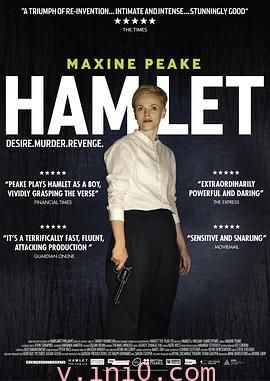 "A TRIUMPH OF RE-INVENTION... INTIMATE AND INTENSE... STUNNINGLY GOOD"
★★★★★
THE TIMES
MAXINE PEAKE
HAMLET
DESIRE.MURDER.REVENGE.
★★★★
"PEAKE PLAYS HAMLET AS A BOY,
VIVIDLY GRASPING THE VERSE"
FINANCIAL TIMES
★★★★
"IT'S A TERRIFICALLY FAST, FLUENT,
ATTACKING PRODUCTION"
GUARDIAN ONLINE
★★★★
"EXTRAORDINARILY
POWERFUL AND DARING"
THE EXPRESS
★★★★
"SENSITIVE AND SNARLING"
MOVIEMAIL
v.ini0.com